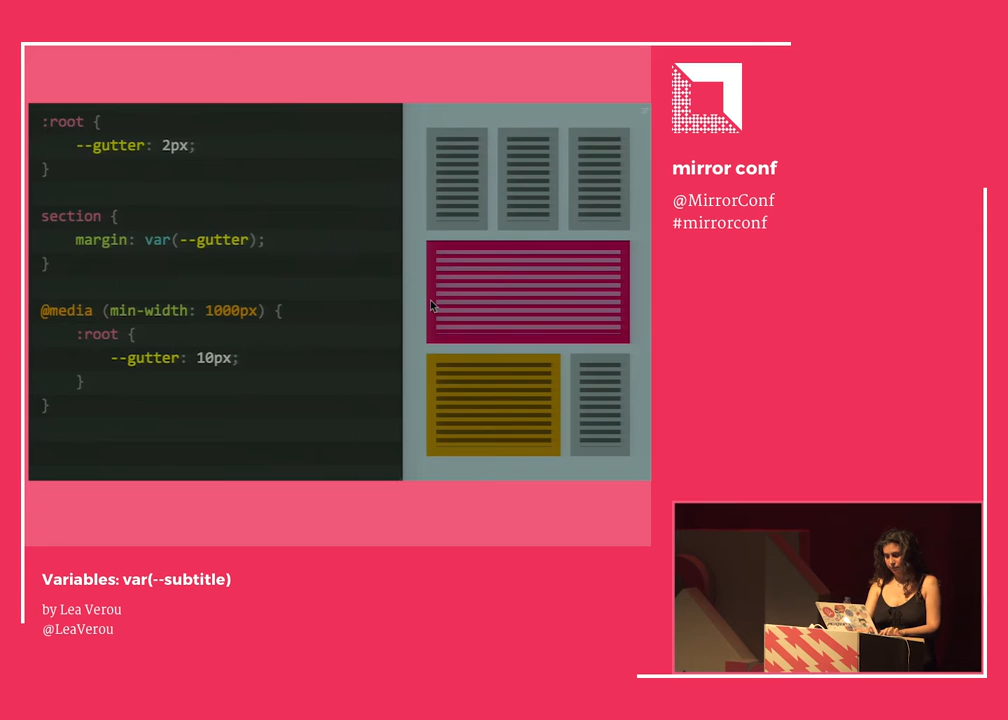 :root {
--gutter: 2px;
}
section {
margin: var(--gutter);
}
@media (min-width: 1000px) {
:root {
--gutter: 10px;
}
}
mirror conf
@MirrorConf
#mirrorconf
Variables: var(--subtitle)
by Lea Verou
@LeaVerou